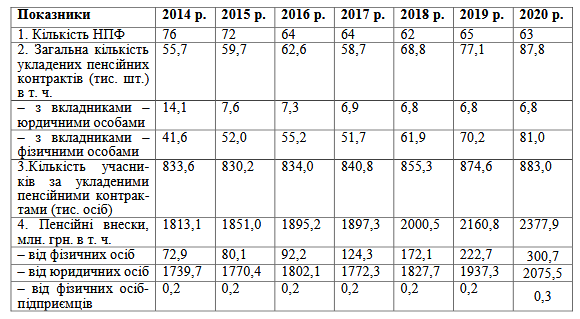 Показники 2014 р. 2015 р. 2016 р. 2017 р. 2018 р. 2019 р. 2020 р.
1. Кількість НПФ 76 72 64 64 62 65 63
2. Загальна кількість 55,7 59,7 62,6 58,7 68,8 77,1 87,8
укладених пенсійних
контрактів (тис. шт.)
в т. ч.
– з вкладниками – 14,1 7,6 7,3 6,9 6,8 6,8 6,8
юрдичними особами
– з вкладниками – 41,6 52,0 55,2 51,7 61,9 70,2 81,0
фізичними особами
3.Кількість учасни- 833,6 830,2 834,0 840,8 855,3 874,6 883,0
ків за укладеними
пенсійними контрак-
тами (тис. осіб)
4. Пенсійні внески, 1813,1 1851,0 1895,2 1897,3 2000,5 2160,8 2377,9
млн. грн. в т. ч.
– від фізичних осіб 72,9 80,1 92,2 124,3 172,1 222,7 300,7
– від юридичних осіб 1739,7 1770,4 1802,1 1772,3 1827,7 1937,3 2075,5
– від фізичних осіб- 0,2 0,2 0,2 0,2 0,2 0,2 0,3
підприємців